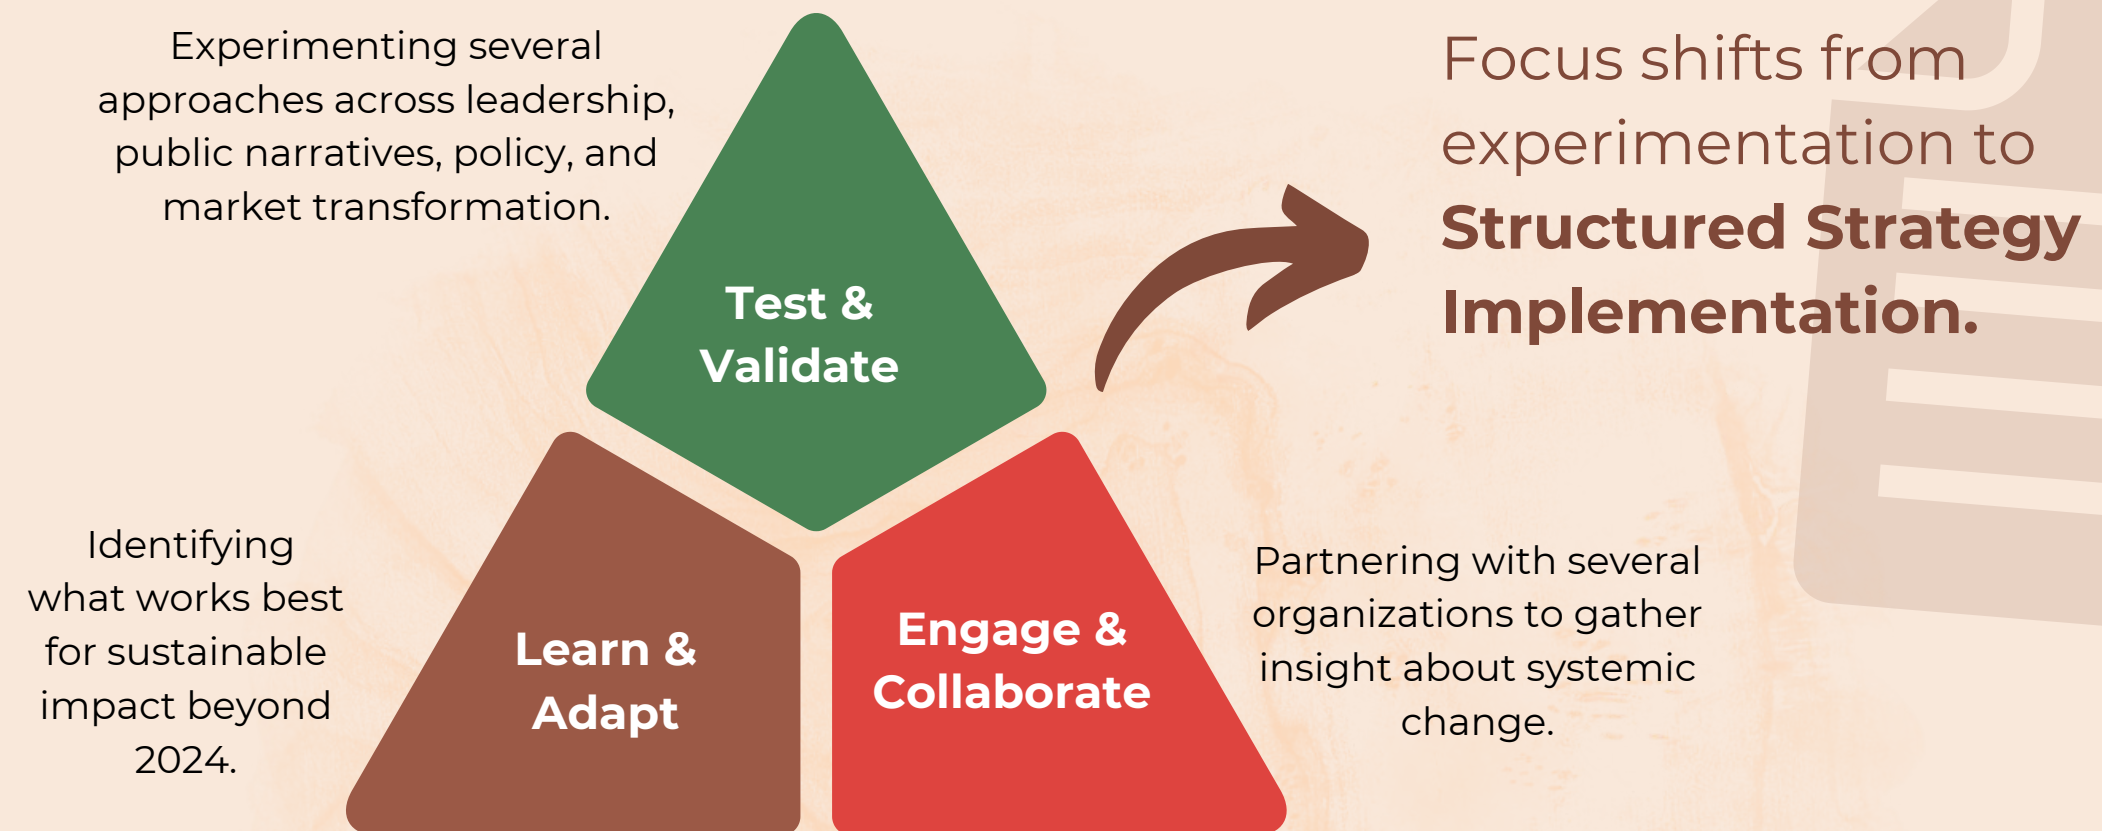 Experimenting several
approaches across leadership,
public narratives, policy, and
market transformation.
Focus shifts from
experimentation to
Structured Strategy
Implementation.
Test &
Validate
Identifying
what works best
for sustainable
impact beyond
2024.
Learn &
Adapt
Engage &
Collaborate
Partnering with several
organizations to gather
insight about systemic
change.